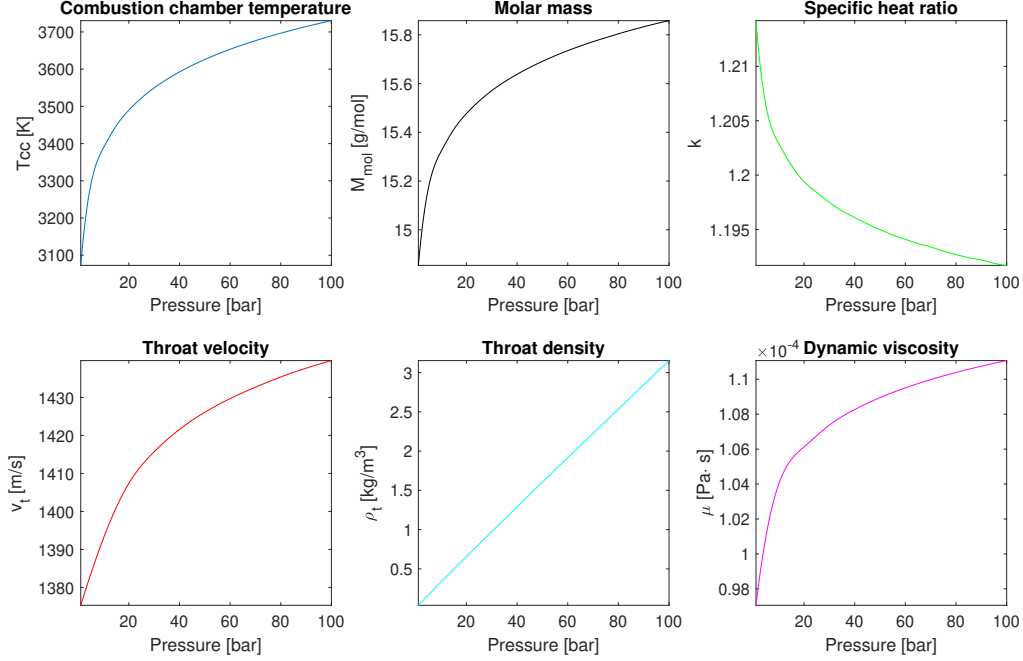 Combustion chamber temperature
3700
3600
3500
3400
3300
3200
3100
Tcc [K]
20 40 60 80 100
Pressure [bar]
Molar mass
15.8
15.6
15.4
15.2
15
M_mol [g/mol]
20 40 60 80 100
Pressure [bar]
Specific heat ratio
1.21
1.205
1.2
1.195
k
20 40 60 80 100
Pressure [bar]
Throat velocity
1430
1420
1410
1400
1390
1380
v_t [m/s]
20 40 60 80 100
Pressure [bar]
Throat density
3
2.5
2
1.5
1
0.5
ρ_t [kg/m³]
20 40 60 80 100
Pressure [bar]
×10⁻⁴ Dynamic viscosity
1.1
1.08
1.06
1.04
1.02
1
0.98
μ [Pa· s]
20 40 60 80 100
Pressure [bar]